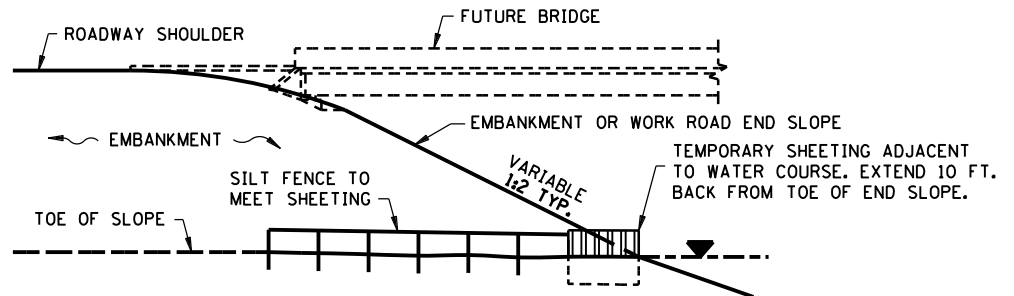 FUTURE BRIDGE
ROADWAY SHOULDER
EMBANKMENT
EMBANKMENT OR WORK ROAD END SLOPE
TEMPORARY SHEETING ADJACENT
TO WATER COURSE. EXTEND 10 FT.
BACK FROM TOE OF END SLOPE.
VARIABLE
1:2 TYP.
SILT FENCE TO
MEET SHEETING
TOE OF SLOPE